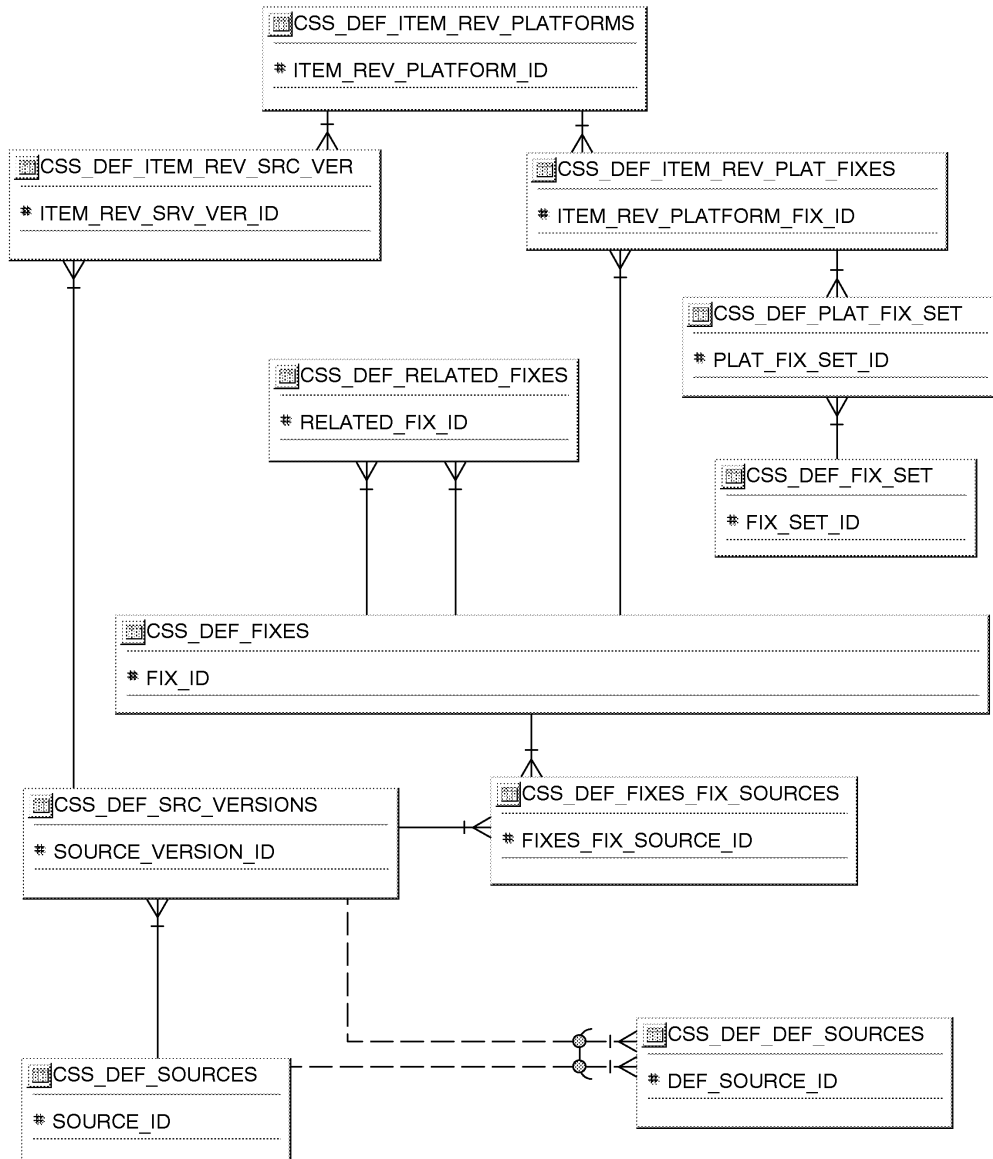 CSS_DEF_ITEM_REV_PLATFORMS
# ITEM_REV_PLATFORM_ID
CSS_DEF_ITEM_REV_SRC_VER
# ITEM_REV_SRV_VER_ID
CSS_DEF_ITEM_REV_PLAT_FIXES
# ITEM_REV_PLATFORM_FIX_ID
CSS_DEF_PLAT_FIX_SET
# PLAT_FIX_SET_ID
CSS_DEF_RELATED_FIXES
# RELATED_FIX_ID
CSS_DEF_FIX_SET
# FIX_SET_ID
CSS_DEF_FIXES
# FIX_ID
CSS_DEF_SRC_VERSIONS
# SOURCE_VERSION_ID
CSS_DEF_FIXES_FIX_SOURCES
# FIXES_FIX_SOURCE_ID
CSS_DEF_DEF_SOURCES
# DEF_SOURCE_ID
CSS_DEF_SOURCES
# SOURCE_ID